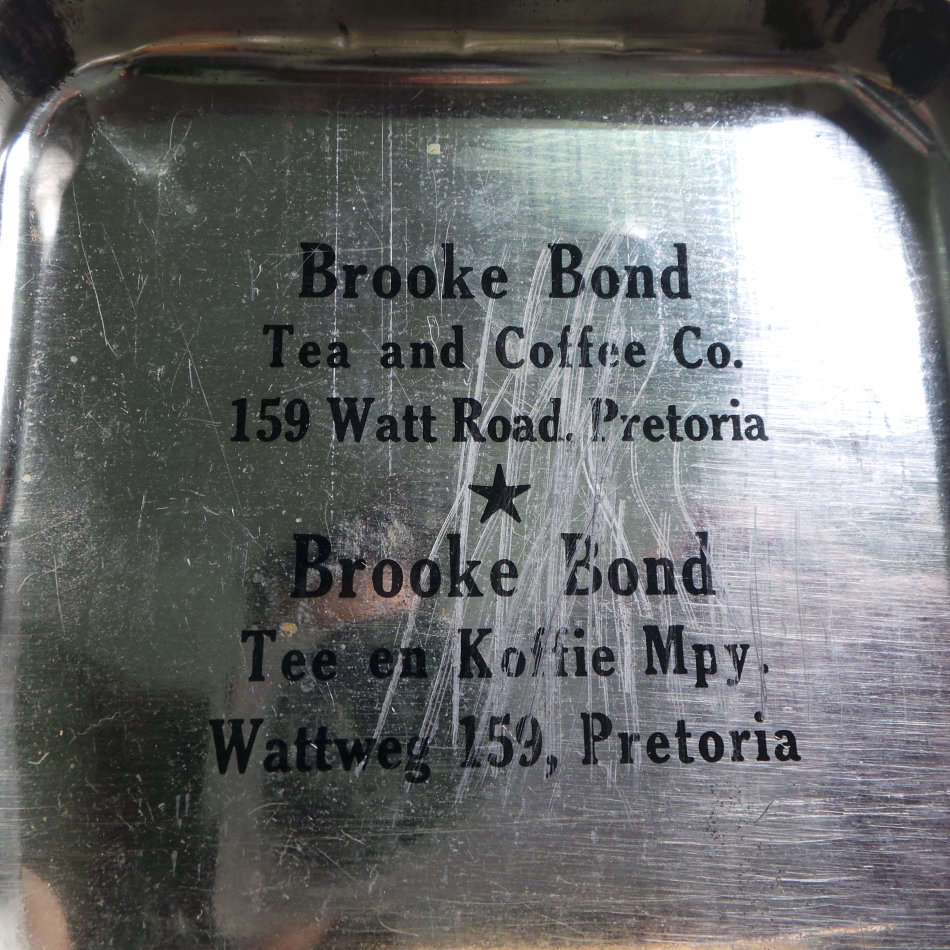 Brooke Bond
Tea and Coffee Co.
159 Watt Road. Pretoria
★
Brooke Bond
Tee en Koffie Mpy.
Wattweg 159, Pretoria